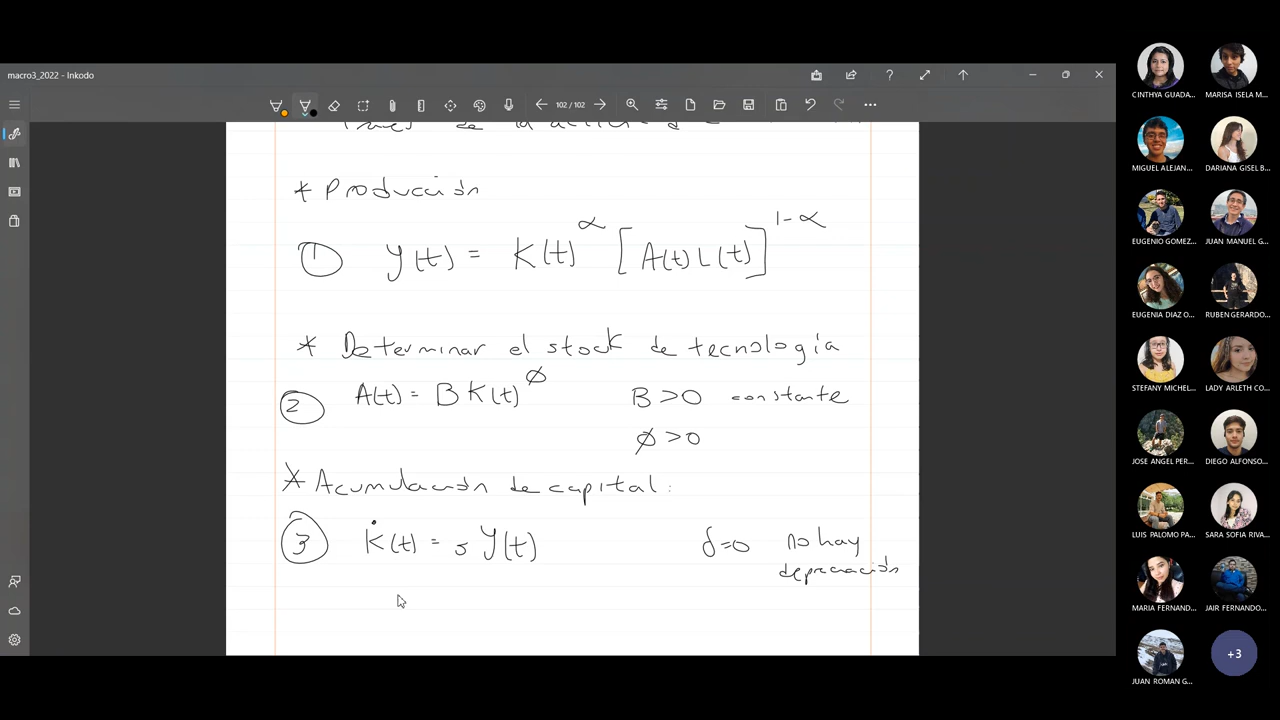 macro3_2022 - Inkodo
102 / 102
de la
* Producción
① Y(t) = K(t)^α [A(t)L(t)]^1-α
* Determinar el stock de tecnología
② A(t) = B K(t)^ø B > 0 constante
ø > 0
* Acumulación de capital:
③ K̇(t) = s Y(t) δ=0 no hay
depreciación
CINTHYA GUADA...
MARISA ISELA M...
MIGUEL ALEJAN...
DARIANA GISEL B...
EUGENIO GOMEZ...
JUAN MANUEL G...
EUGENIA DIAZ O...
RUBEN GERARDO...
STEFANY MICHEL...
LADY ARLETH CO...
JOSE ANGEL PER...
DIEGO ALFONSO...
LUIS PALOMO PA...
SARA SOFIA RIVA...
MARIA FERNAND...
JAIR FERNANDO...
JUAN ROMAN G...
+3